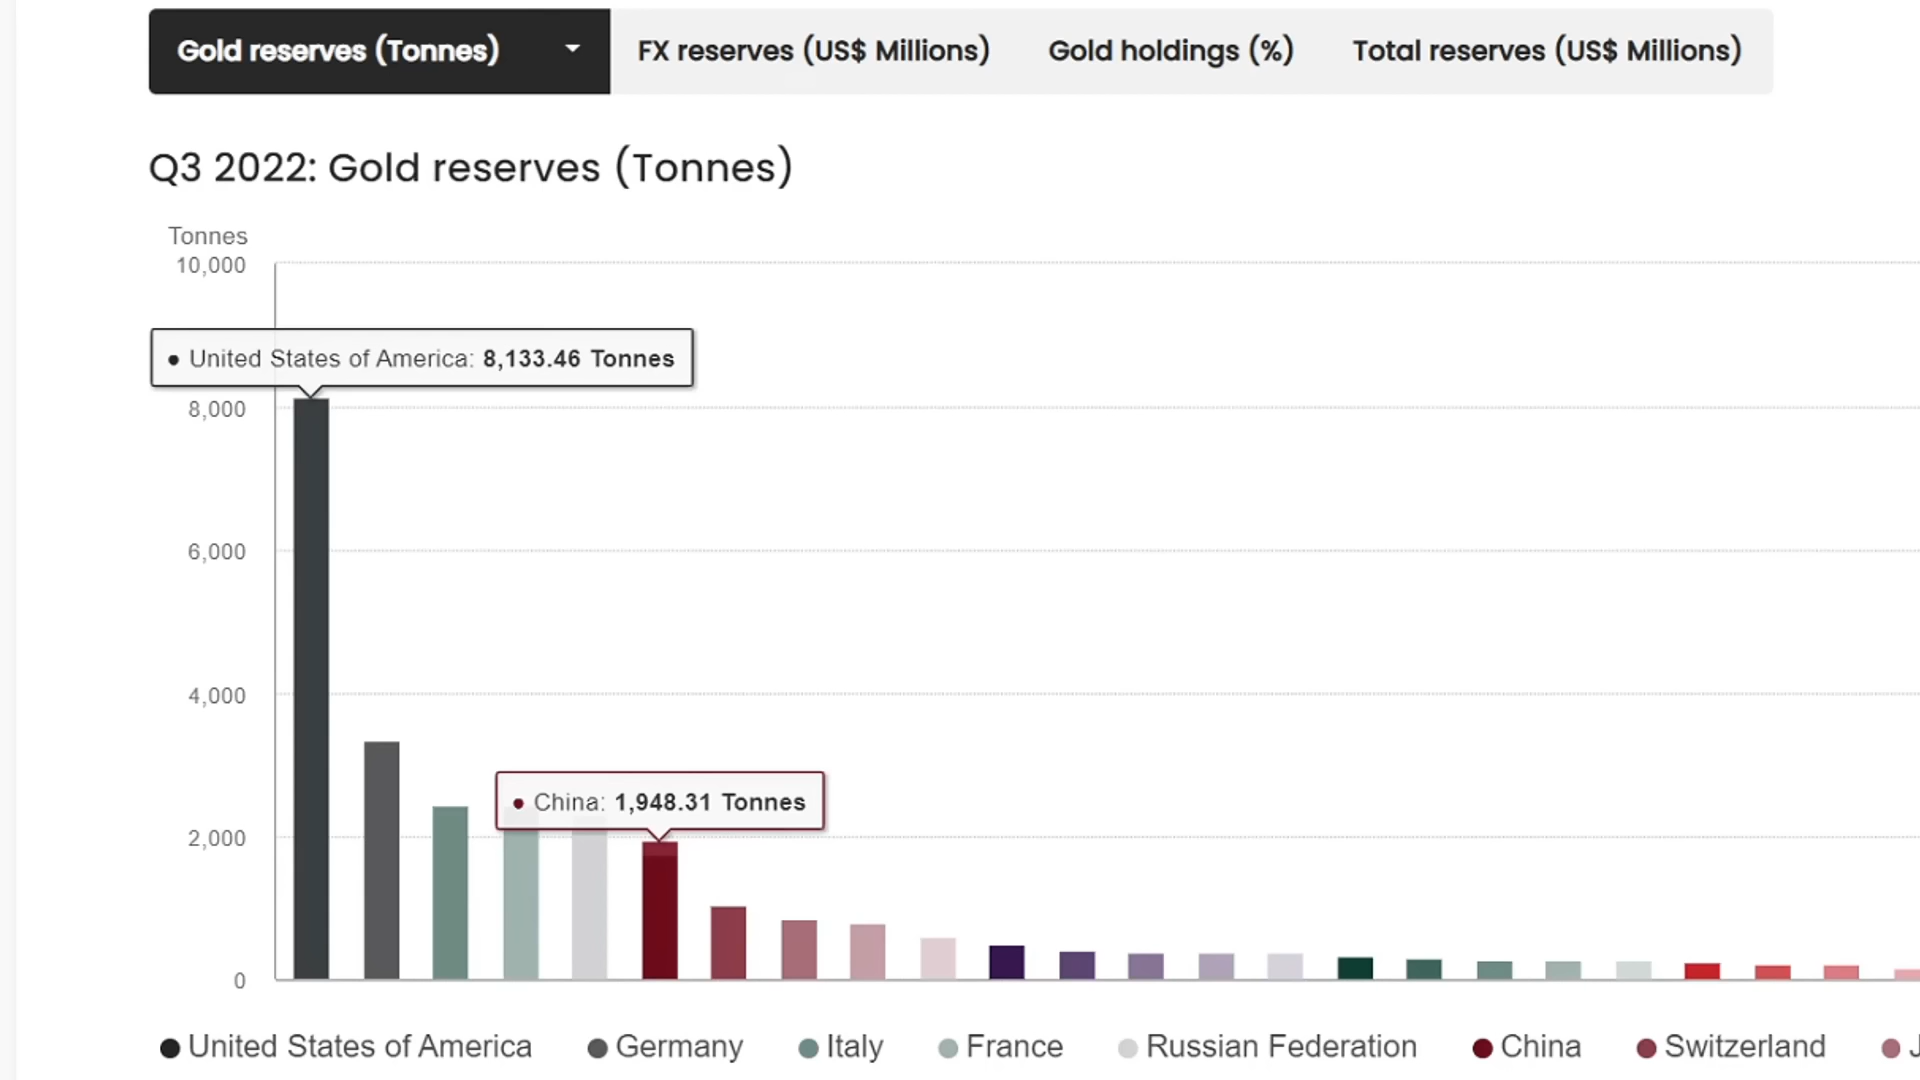 Gold reserves (Tonnes) FX reserves (US$ Millions) Gold holdings (%) Total reserves (US$ Millions)
Q3 2022: Gold reserves (Tonnes)
Tonnes
10,000
United States of America: 8,133.46 Tonnes
8,000
6,000
4,000
China: 1,948.31 Tonnes
2,000
0
United States of America Germany Italy France Russian Federation China Switzerland